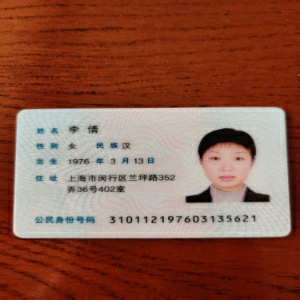 姓名 李倩
性别 女 民族 汉
出生 1976 年 3 月 13 日
住址 上海市闵行区兰坪路352
弄36号402室
公民身份号码 310112197603135621